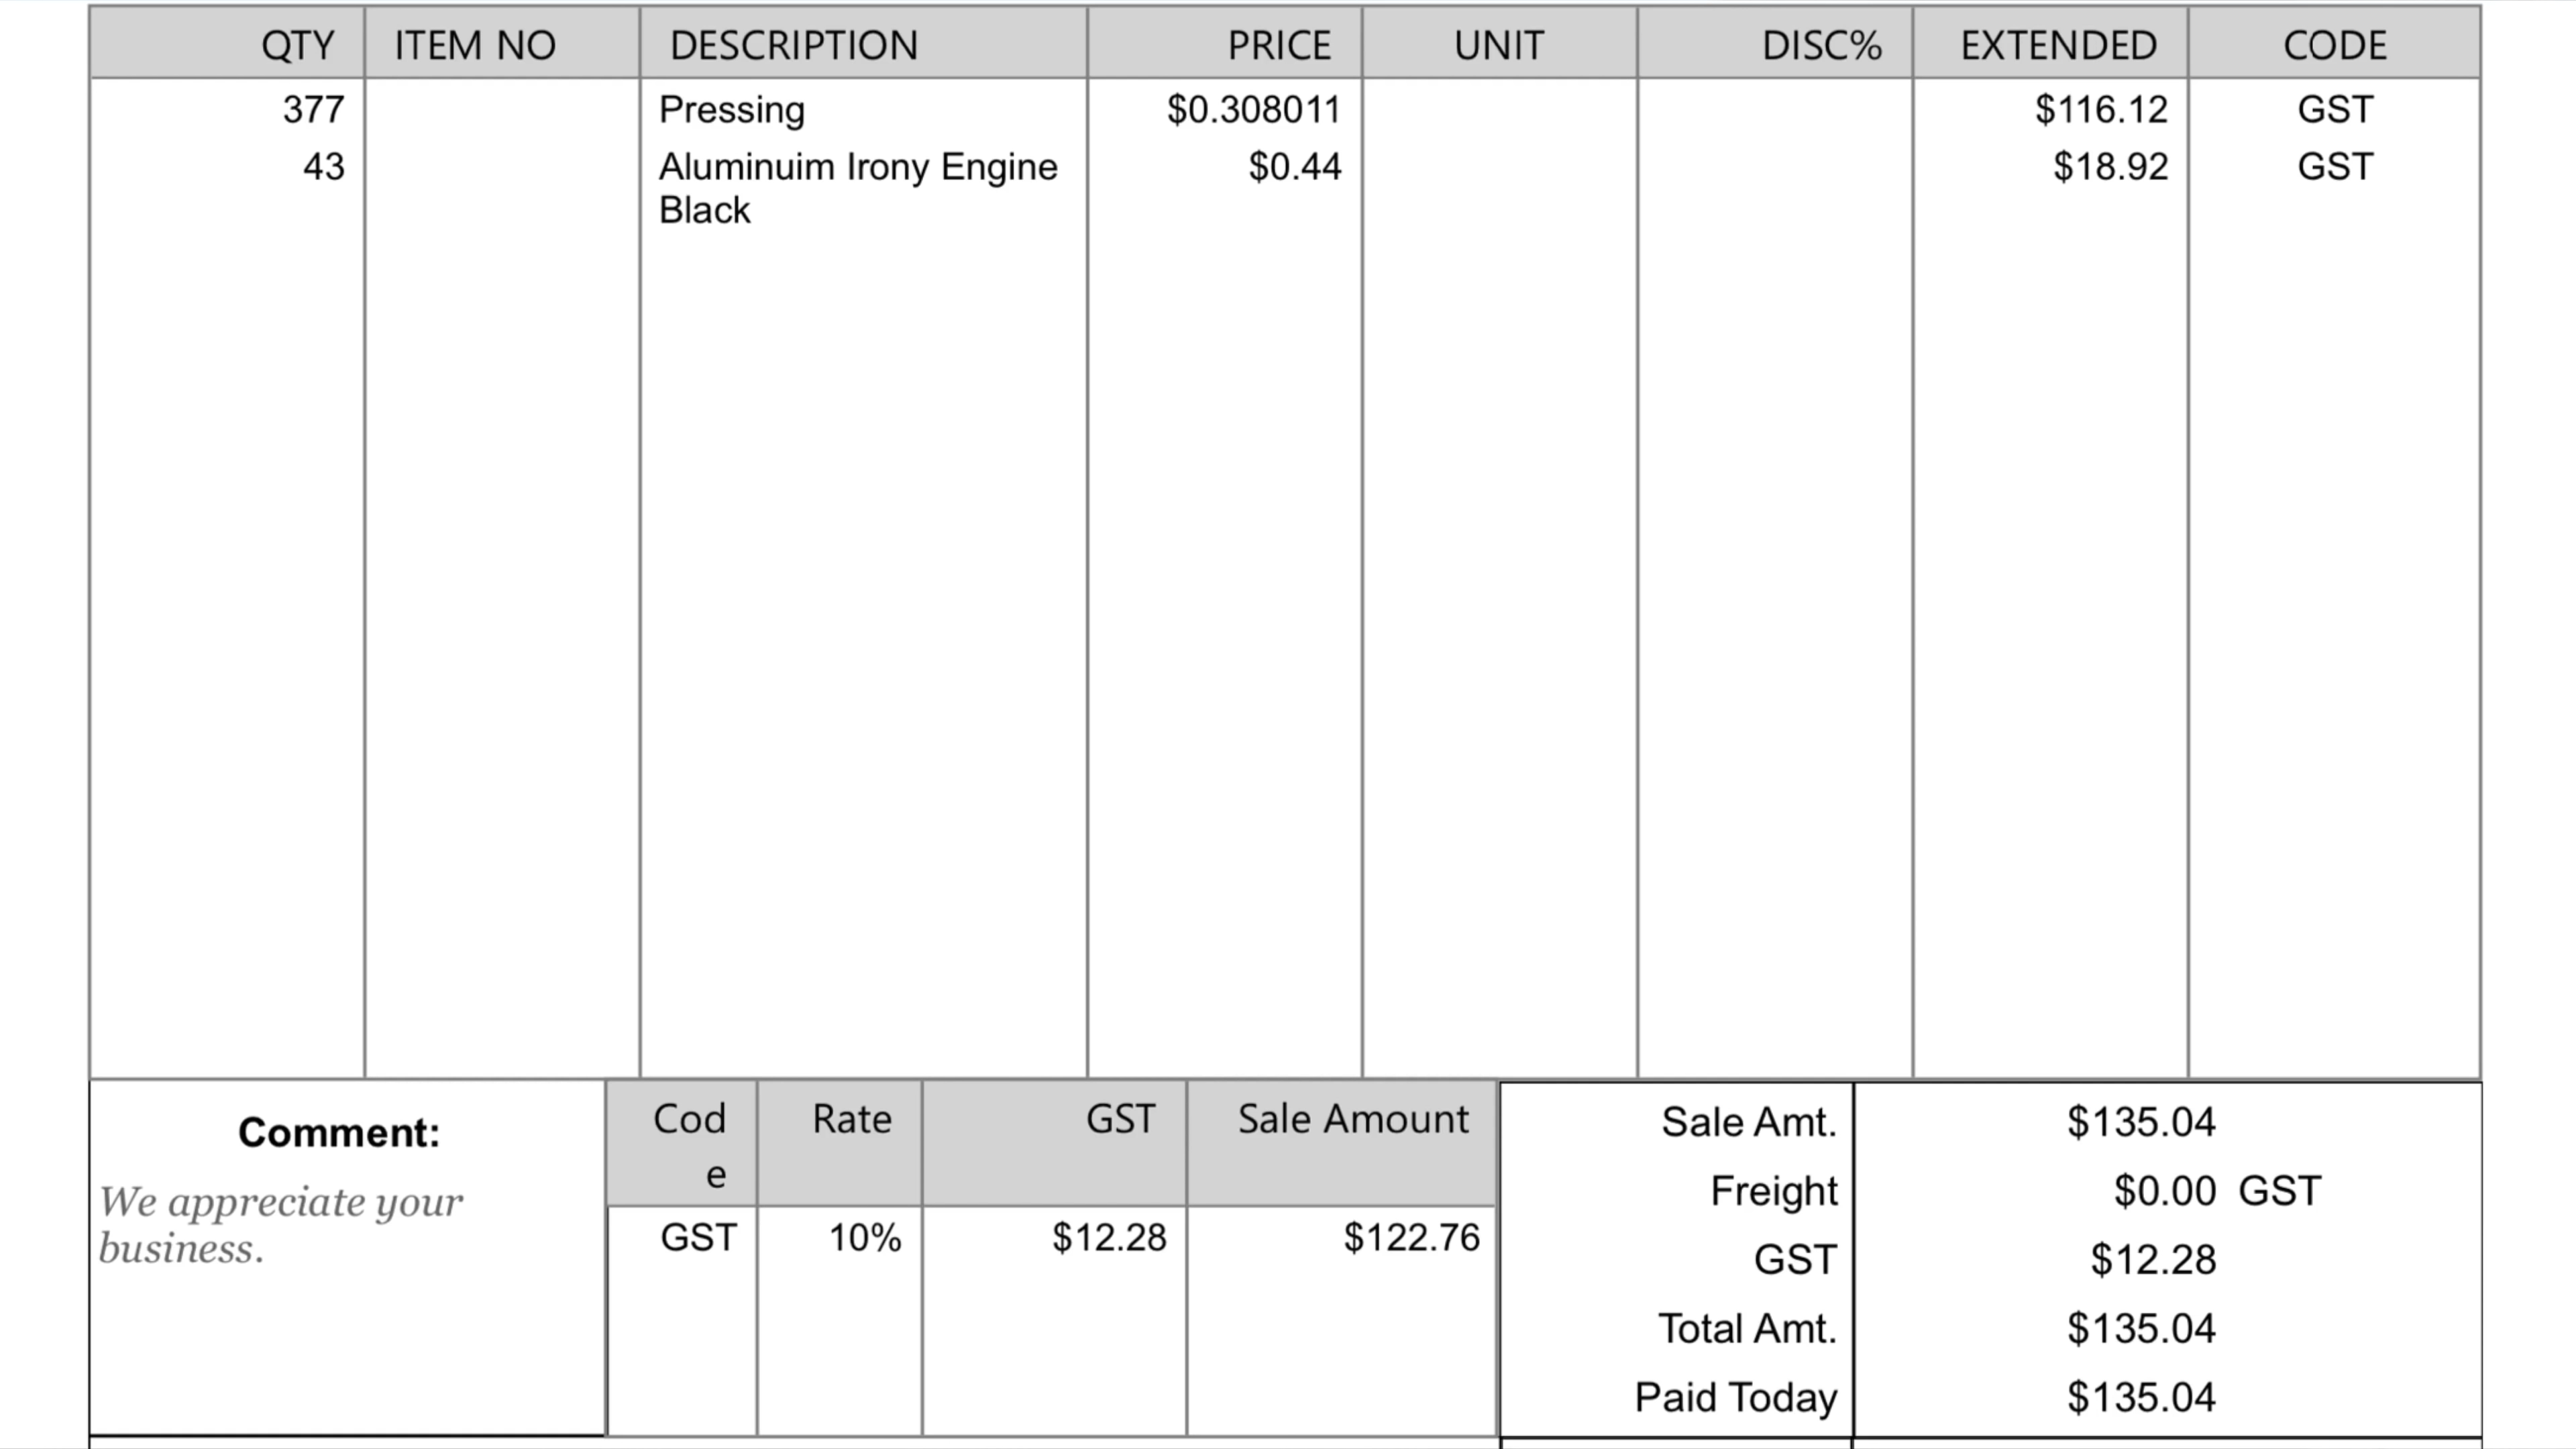 QTY ITEM NO DESCRIPTION PRICE UNIT DISC% EXTENDED CODE
377 Pressing $0.308011 $116.12 GST
43 Aluminuim Irony Engine $0.44 $18.92 GST
Black
Comment:
We appreciate your
business.
Cod Rate GST Sale Amount
e
GST 10% $12.28 $122.76
Sale Amt. $135.04
Freight $0.00 GST
GST $12.28
Total Amt. $135.04
Paid Today $135.04